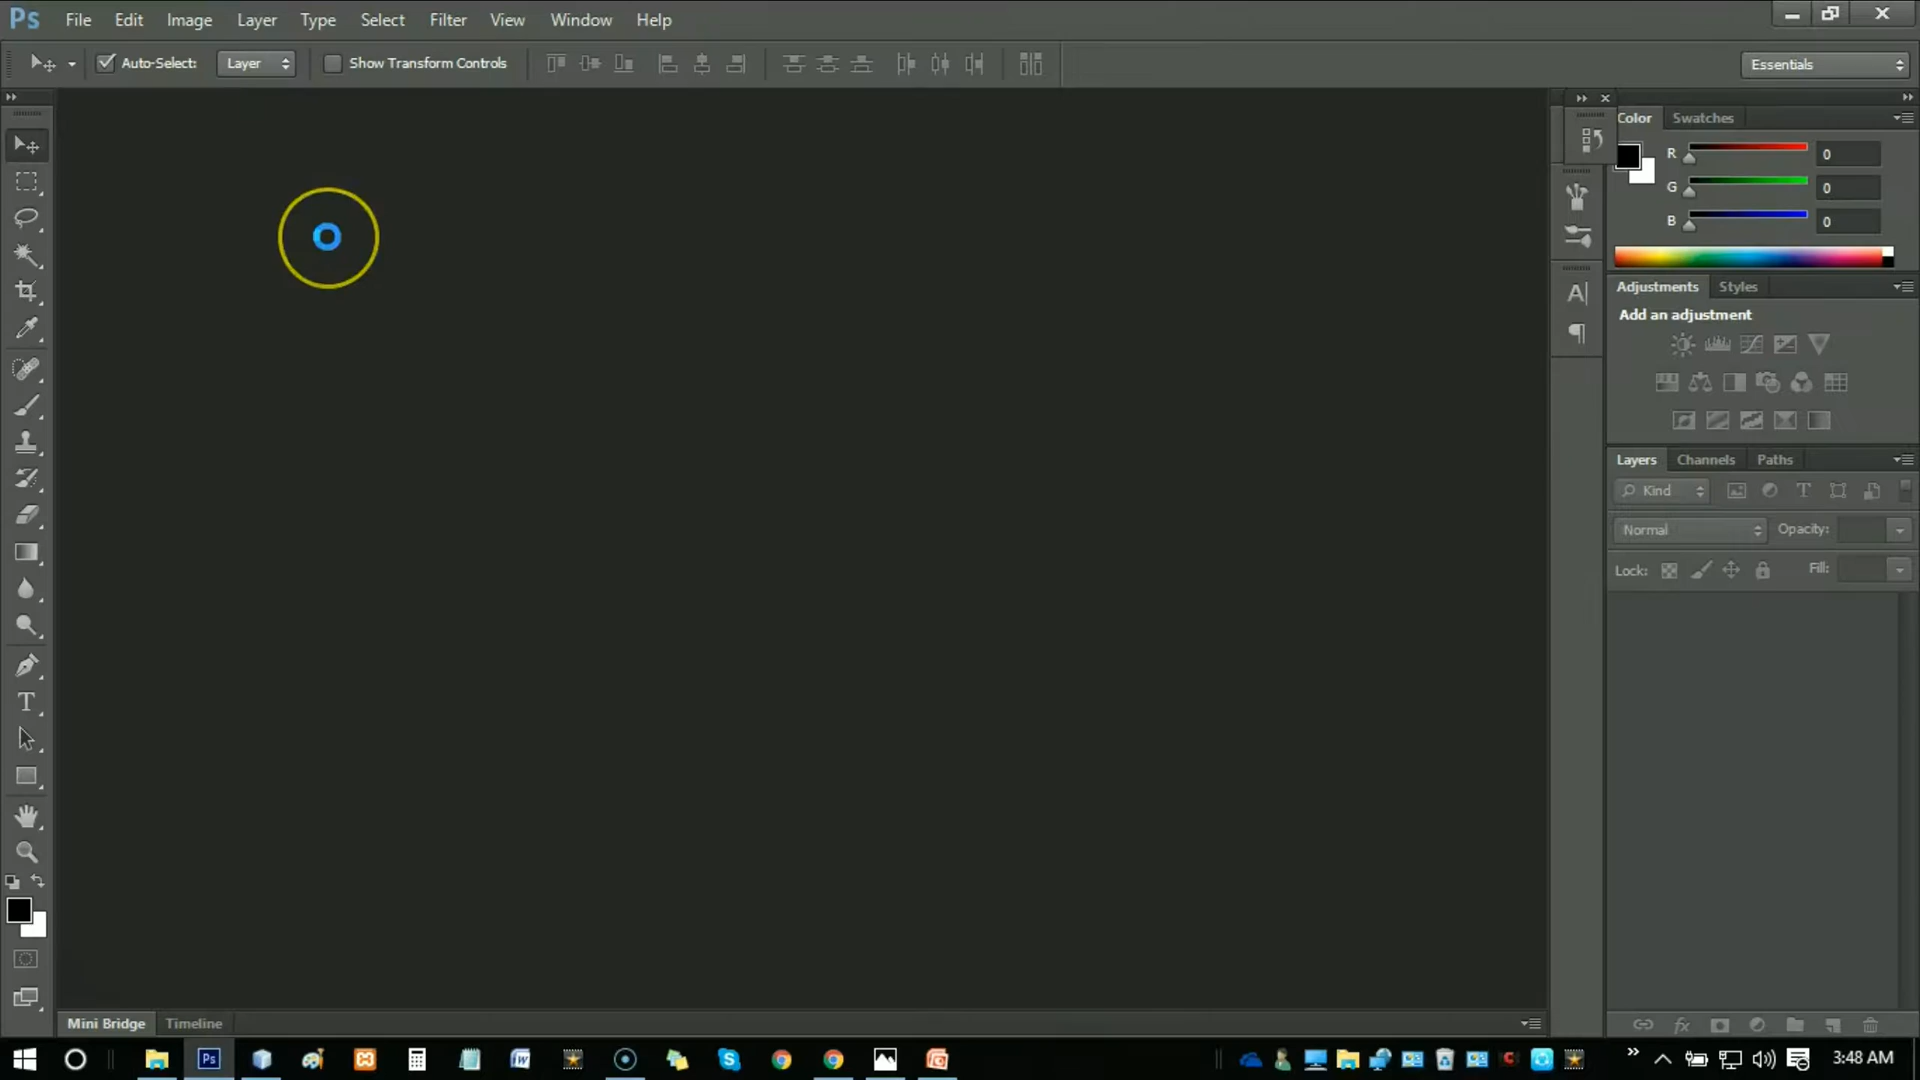 Ps File Edit Image Layer Type Select Filter View Window Help
Auto-Select: Layer Show Transform Controls Essentials
Color Swatches
R 0
G 0
B 0
Adjustments Styles
Add an adjustment
Layers Channels Paths
Kind
Normal Opacity:
Lock: Fill:
Mini Bridge Timeline
3:48 AM